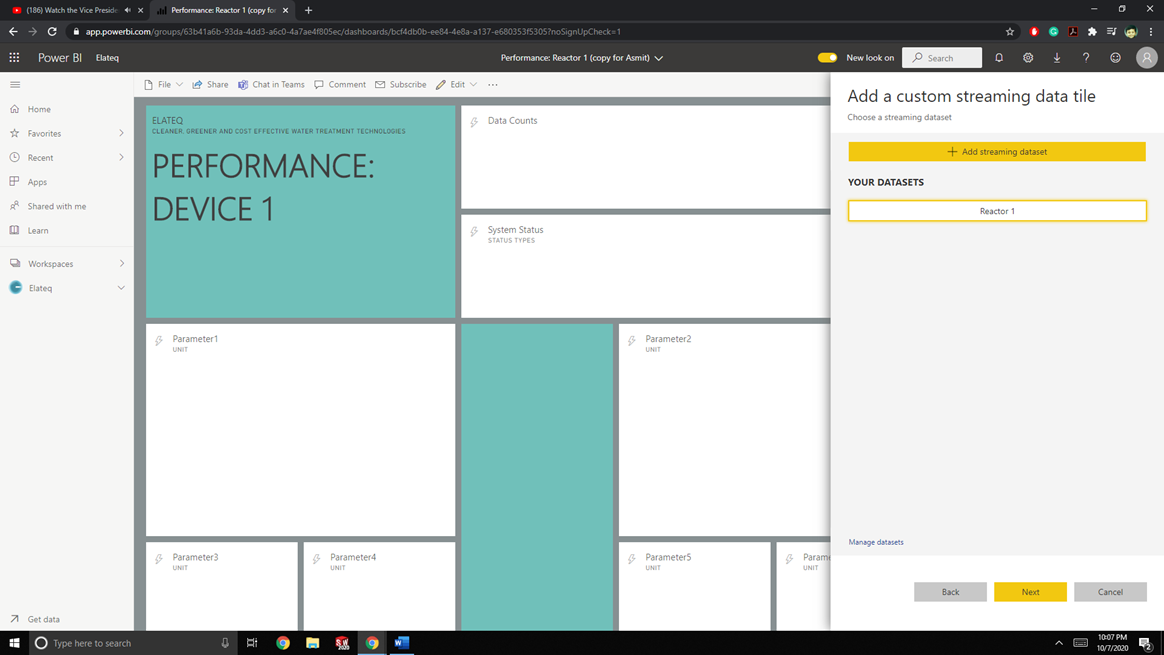 (186) Watch the Vice Preside
Performance: Reactor 1 (copy for
app.powerbi.com/groups/63b41a6b-93da-4dd3-a6c0-4a7ae4f805ec/dashboards/bcf4db0b-ee84-4e8a-a137-e680353f5305?noSignUpCheck=1
Power BI Elateq
Performance: Reactor 1 (copy for Asmit)
New look on
Search
File Share Chat in Teams Comment Subscribe Edit ...
Home
Favorites
Recent
Apps
Shared with me
Learn
Workspaces
Elateq
Get data
ELATEQ
CLEANER, GREENER AND COST EFFECTIVE WATER TREATMENT TECHNOLOGIES
PERFORMANCE:
DEVICE 1
Data Counts
System Status
STATUS TYPES
Parameter1
UNIT
Parameter2
UNIT
Parameter3
UNIT
Parameter4
UNIT
Parameter5
UNIT
Parame
UNIT
Add a custom streaming data tile
Choose a streaming dataset
+ Add streaming dataset
YOUR DATASETS
Reactor 1
Manage datasets
Back Next Cancel
Type here to search
10:07 PM
10/7/2020
2